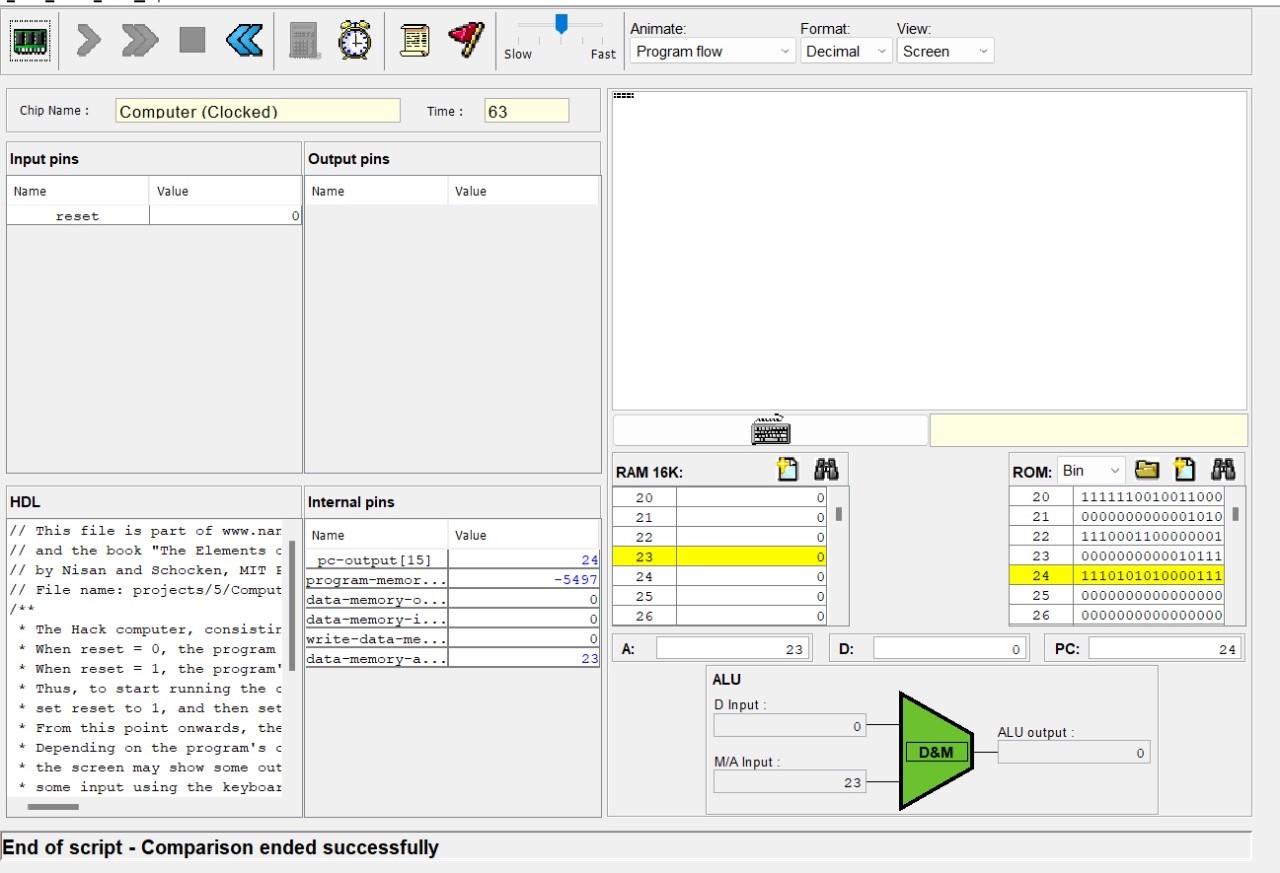 Slow
Fast
Animate:
Program flow
Format:
Decimal
View:
Screen
Chip Name :
Computer (Clocked)
Time :
63
Input pins
Name Value
reset 0
Output pins
Name Value
HDL
// This file is part of www.nan
// and the book "The Elements c
// by Nisan and Schocken, MIT P
// File name: projects/5/Comput
/**
* The Hack computer, consistin
* When reset = 0, the program
* When reset = 1, the program'
* Thus, to start running the c
* set reset to 1, and then set
* From this point onwards, the
* Depending on the program's c
* the screen may show some out
* some input using the keyboar
Internal pins
Name Value
pc-output[15] 24
program-memor... -5497
data-memory-o... 0
data-memory-i... 0
write-data-me... 0
data-memory-a... 23
RAM 16K:
20 0
21 0
22 0
23 0
24 0
25 0
26 0
ROM: Bin
20 1111110010011000
21 0000000000001010
22 1110001100000001
23 0000000000010111
24 1110101010000111
25 0000000000000000
26 0000000000000000
A: 23
D: 0
PC: 24
ALU
D Input :
0
M/A Input :
23
D&M
ALU output :
0
End of script - Comparison ended successfully